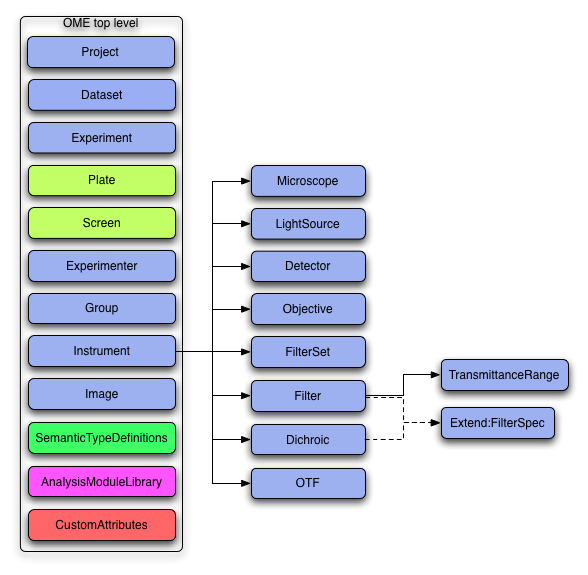 OME top level
Project
Dataset
Experiment
Plate
Screen
Experimenter
Group
Instrument
Image
SemanticTypeDefinitions
AnalysisModuleLibrary
CustomAttributes
Microscope
LightSource
Detector
Objective
FilterSet
Filter
Dichroic
OTF
TransmittanceRange
Extend:FilterSpec